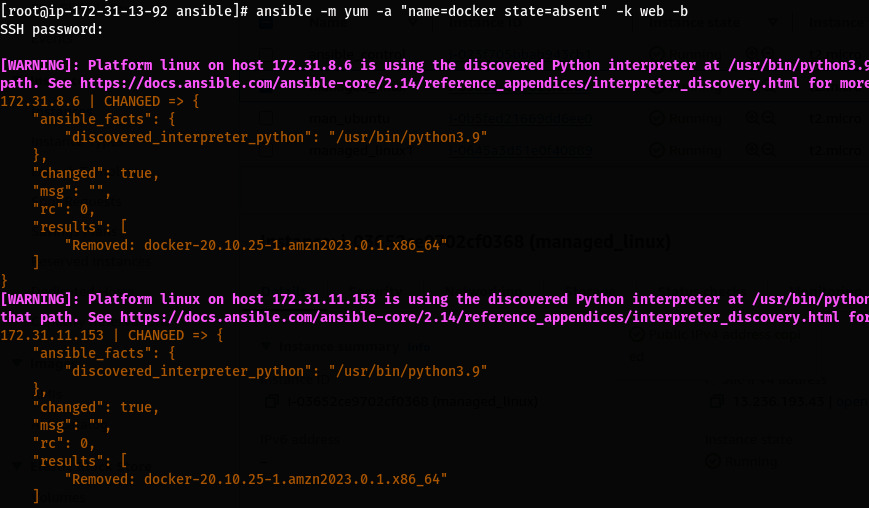 [root@ip-172-31-13-92 ansible]# ansible -m yum -a "name=docker state=absent" -k web -b
SSH password:
[WARNING]: Platform linux on host 172.31.8.6 is using the discovered Python interpreter at /usr/bin/python3.9
path. See https://docs.ansible.com/ansible-core/2.14/reference_appendices/interpreter_discovery.html for more
172.31.8.6 | CHANGED => {
    "ansible_facts": {
        "discovered_interpreter_python": "/usr/bin/python3.9"
    },
    "changed": true,
    "msg": "",
    "rc": 0,
    "results": [
        "Removed: docker-20.10.25-1.amzn2023.0.1.x86_64"
    ]
}
[WARNING]: Platform linux on host 172.31.11.153 is using the discovered Python interpreter at /usr/bin/python
that path. See https://docs.ansible.com/ansible-core/2.14/reference_appendices/interpreter_discovery.html for
172.31.11.153 | CHANGED => {
    "ansible_facts": {
        "discovered_interpreter_python": "/usr/bin/python3.9"
    },
    "changed": true,
    "msg": "",
    "rc": 0,
    "results": [
        "Removed: docker-20.10.25-1.amzn2023.0.1.x86_64"
    ]